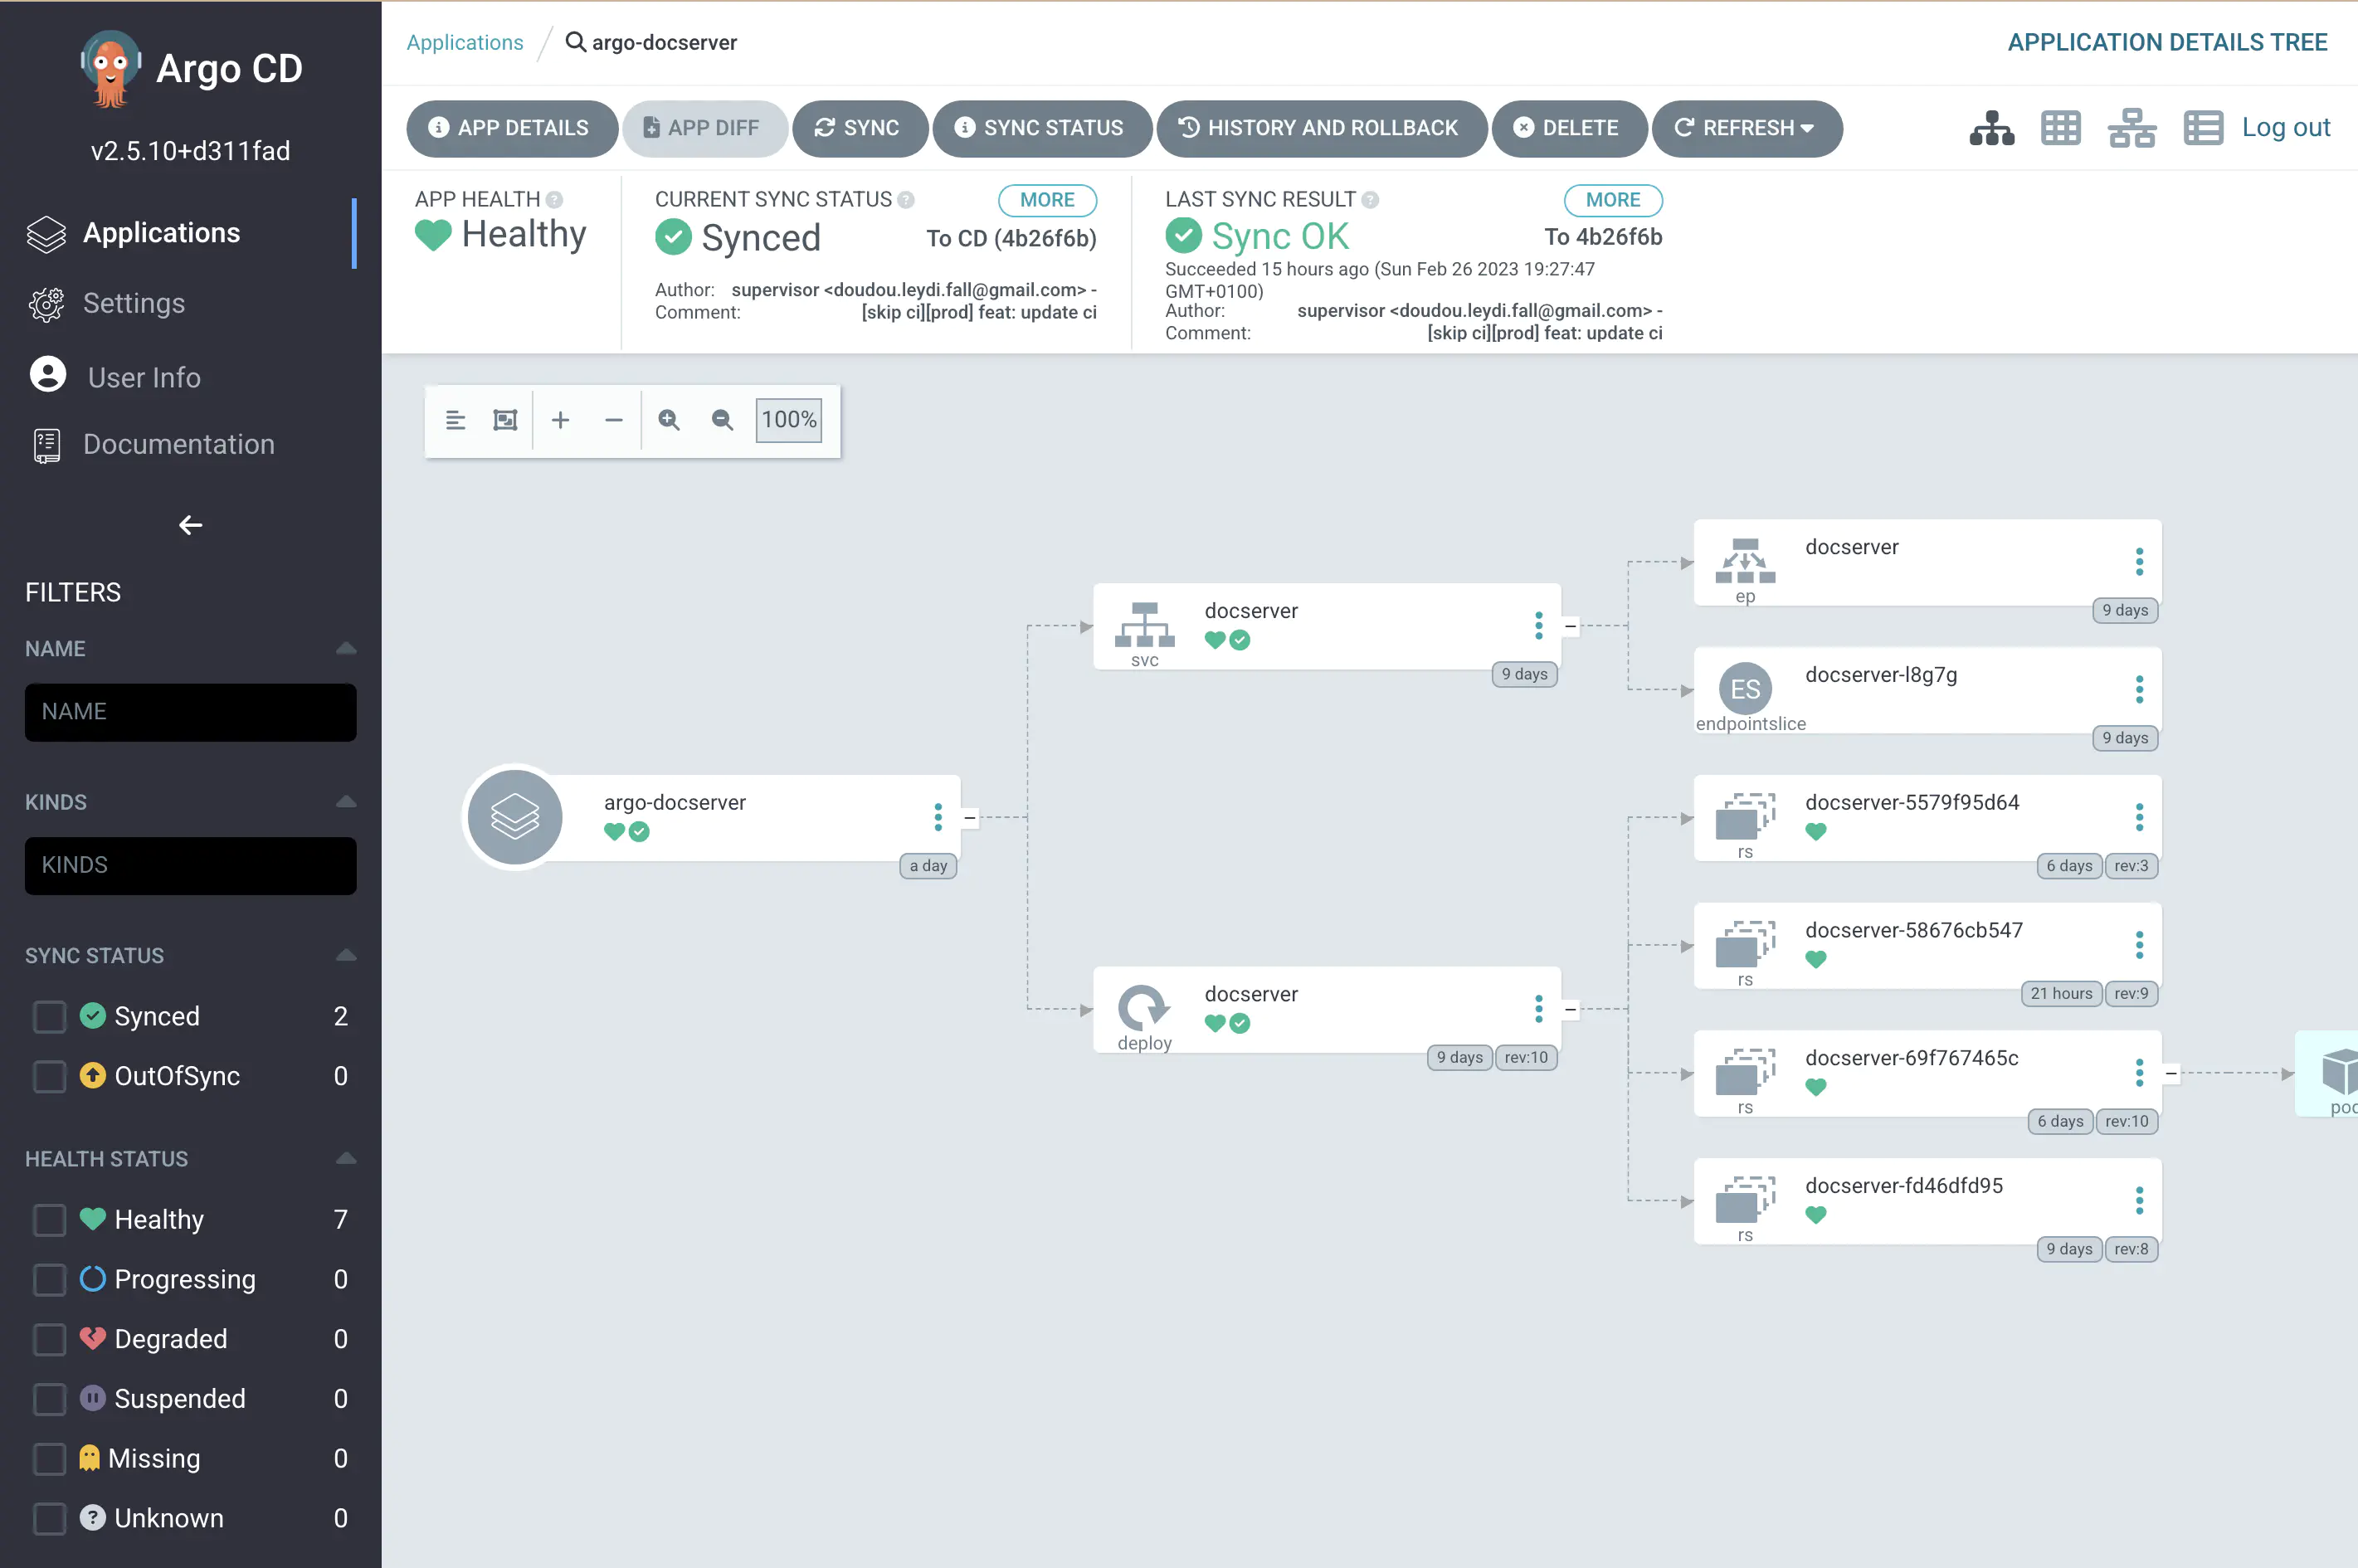 Argo CD
v2.5.10+d311fad
Applications
Settings
User Info
Documentation
FILTERS
NAME
NAME
KINDS
KINDS
SYNC STATUS
Synced 2
OutOfSync 0
HEALTH STATUS
Healthy 7
Progressing 0
Degraded 0
Suspended 0
Missing 0
Unknown 0
Applications / argo-docserver
APPLICATION DETAILS TREE
APP DETAILS APP DIFF SYNC SYNC STATUS HISTORY AND ROLLBACK DELETE REFRESH Log out
APP HEALTH
Healthy
CURRENT SYNC STATUS MORE
Synced To CD (4b26f6b)
Author: supervisor <doudou.leydi.fall@gmail.com> -
Comment: [skip ci][prod] feat: update ci
LAST SYNC RESULT MORE
Sync OK To 4b26f6b
Succeeded 15 hours ago (Sun Feb 26 2023 19:27:47
GMT+0100)
Author: supervisor <doudou.leydi.fall@gmail.com> -
Comment: [skip ci][prod] feat: update ci
100%
argo-docserver
a day
docserver
svc
9 days
docserver
deploy
9 days rev:10
docserver
ep
9 days
ES
docserver-l8g7g
endpointslice
9 days
docserver-5579f95d64
rs
6 days rev:3
docserver-58676cb547
rs
21 hours rev:9
docserver-69f767465c
rs
6 days rev:10
docserver-fd46dfd95
rs
9 days rev:8